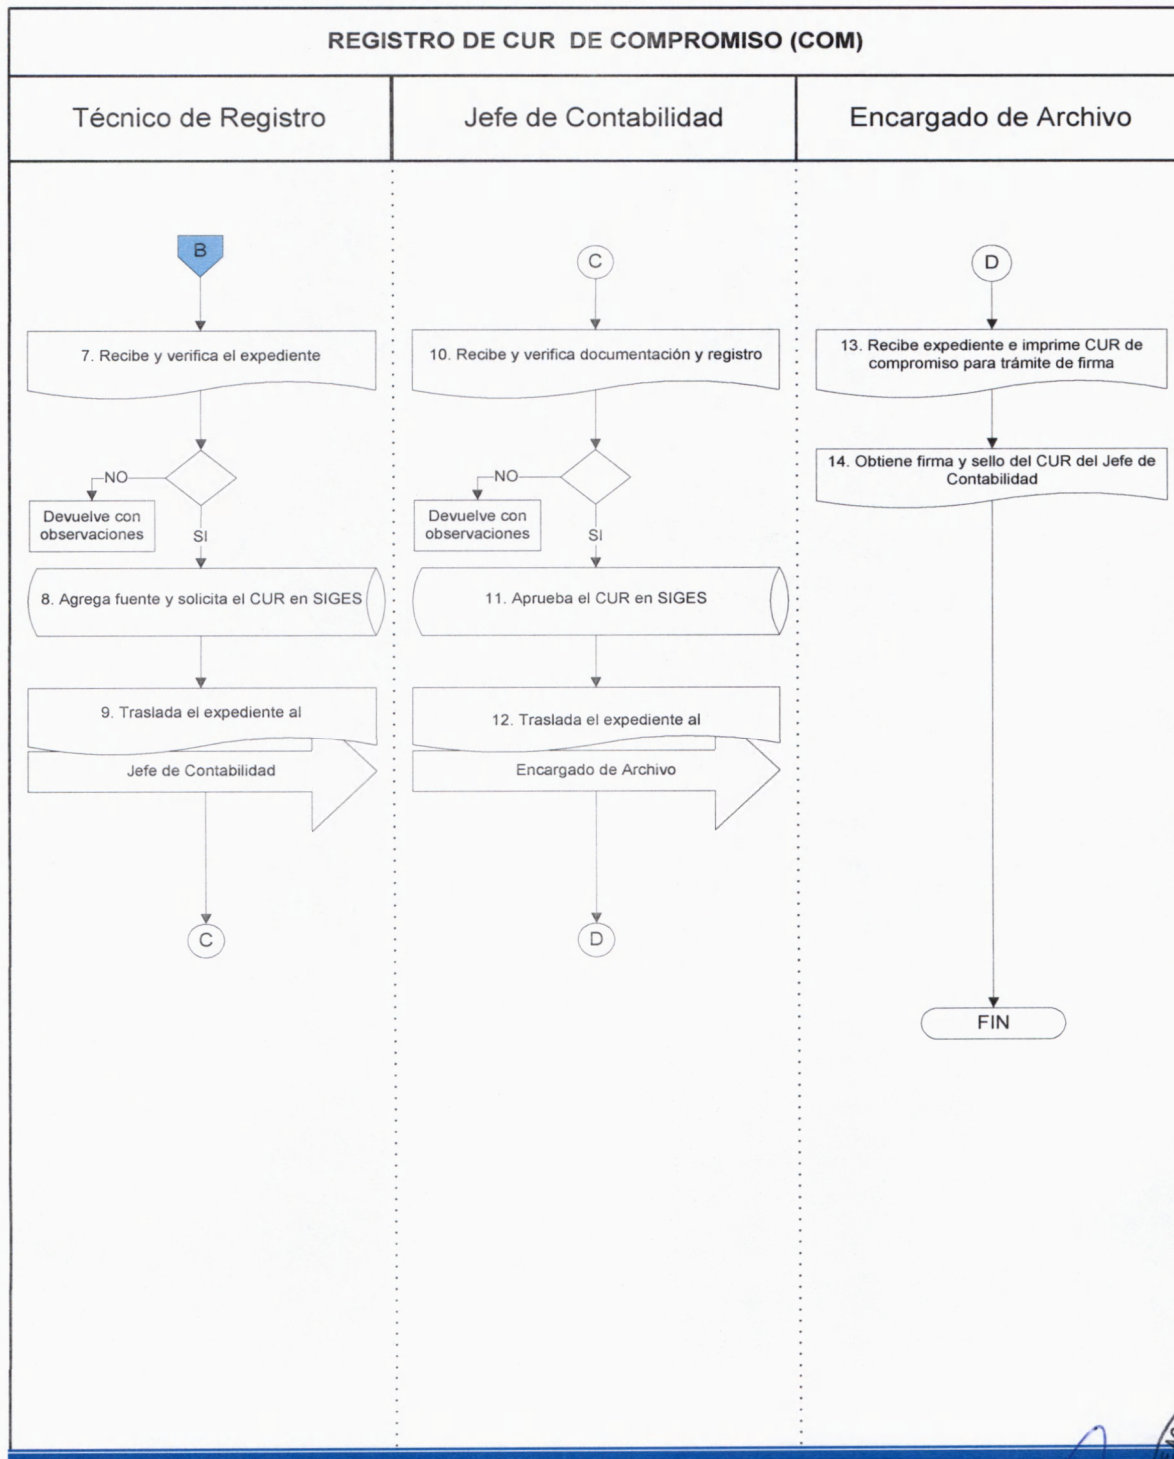 REGISTRO DE CUR DE COMPROMISO (COM)
Técnico de Registro
Jefe de Contabilidad
Encargado de Archivo
B
7. Recibe y verifica el expediente
NO
Devuelve con
observaciones
SI
8. Agrega fuente y solicita el CUR en SIGES
9. Traslada el expediente al
Jefe de Contabilidad
C
C
10. Recibe y verifica documentación y registro
NO
Devuelve con
observaciones
SI
11. Aprueba el CUR en SIGES
12. Traslada el expediente al
Encargado de Archivo
D
D
13. Recibe expediente e imprime CUR de
compromiso para trámite de firma
14. Obtiene firma y sello del CUR del Jefe de
Contabilidad
FIN